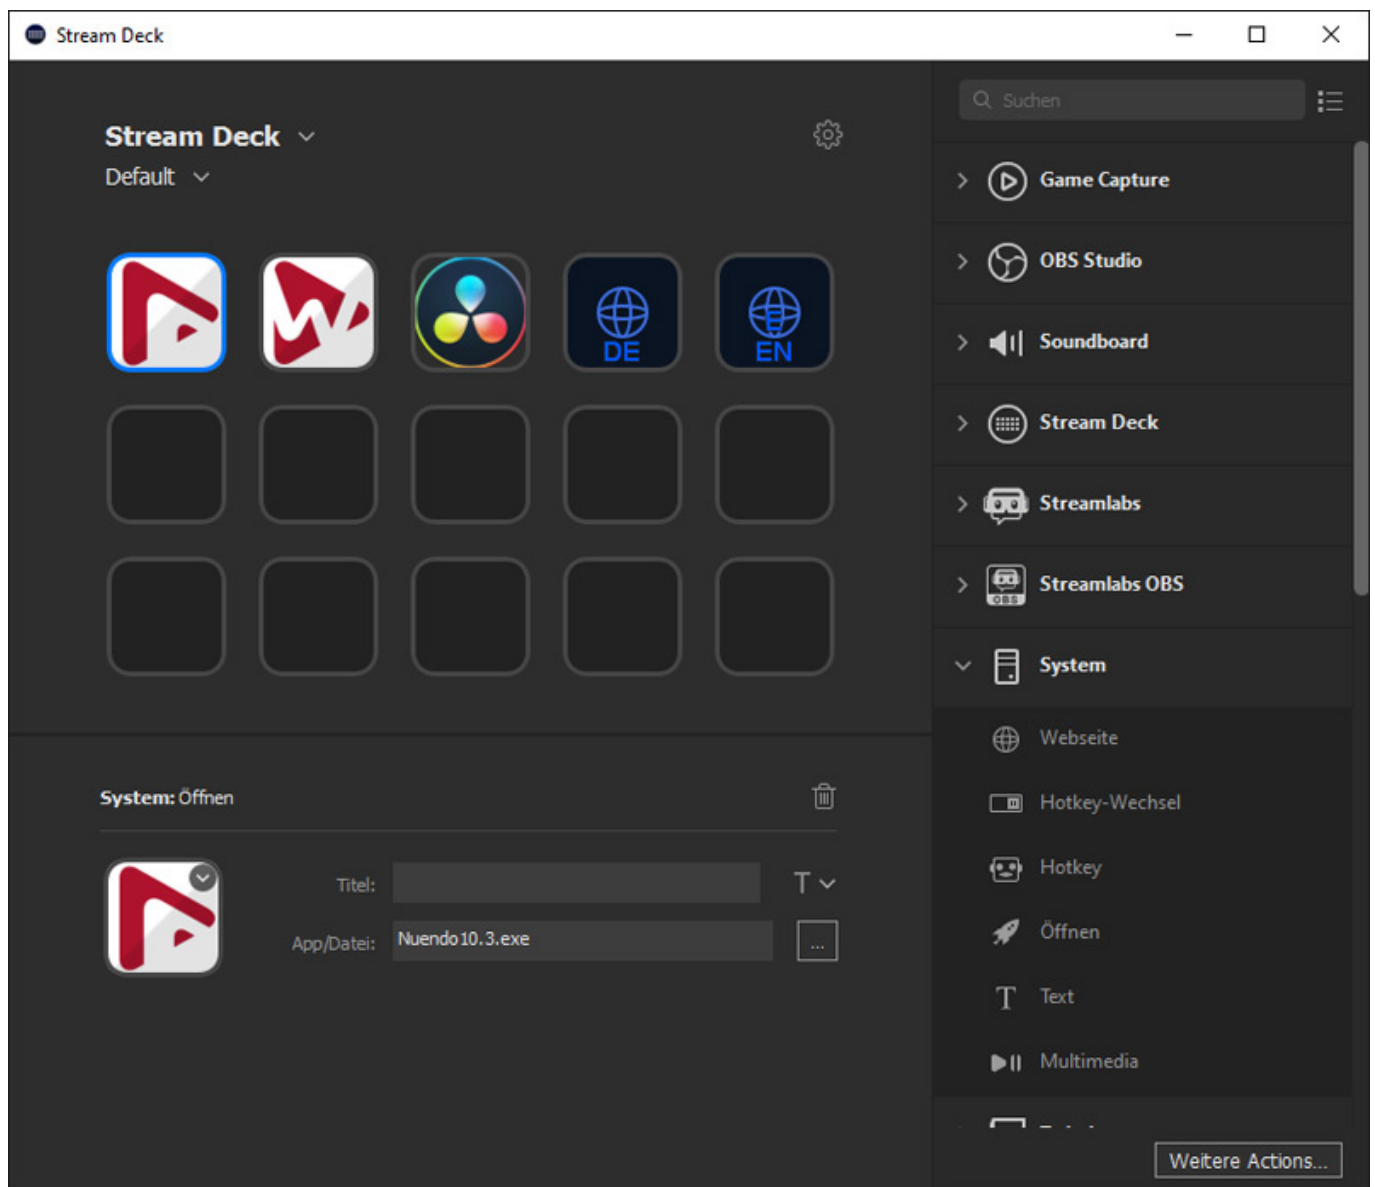 Stream Deck
Stream Deck
Default
DE
EN
System: Öffnen
Titel:
T
App/Datei:
Nuendo10.3.exe
...
Suchen
Game Capture
OBS Studio
Soundboard
Stream Deck
Streamlabs
OBS
Streamlabs OBS
System
Webseite
Hotkey-Wechsel
Hotkey
Öffnen
T
Text
Multimedia
Weitere Actions...